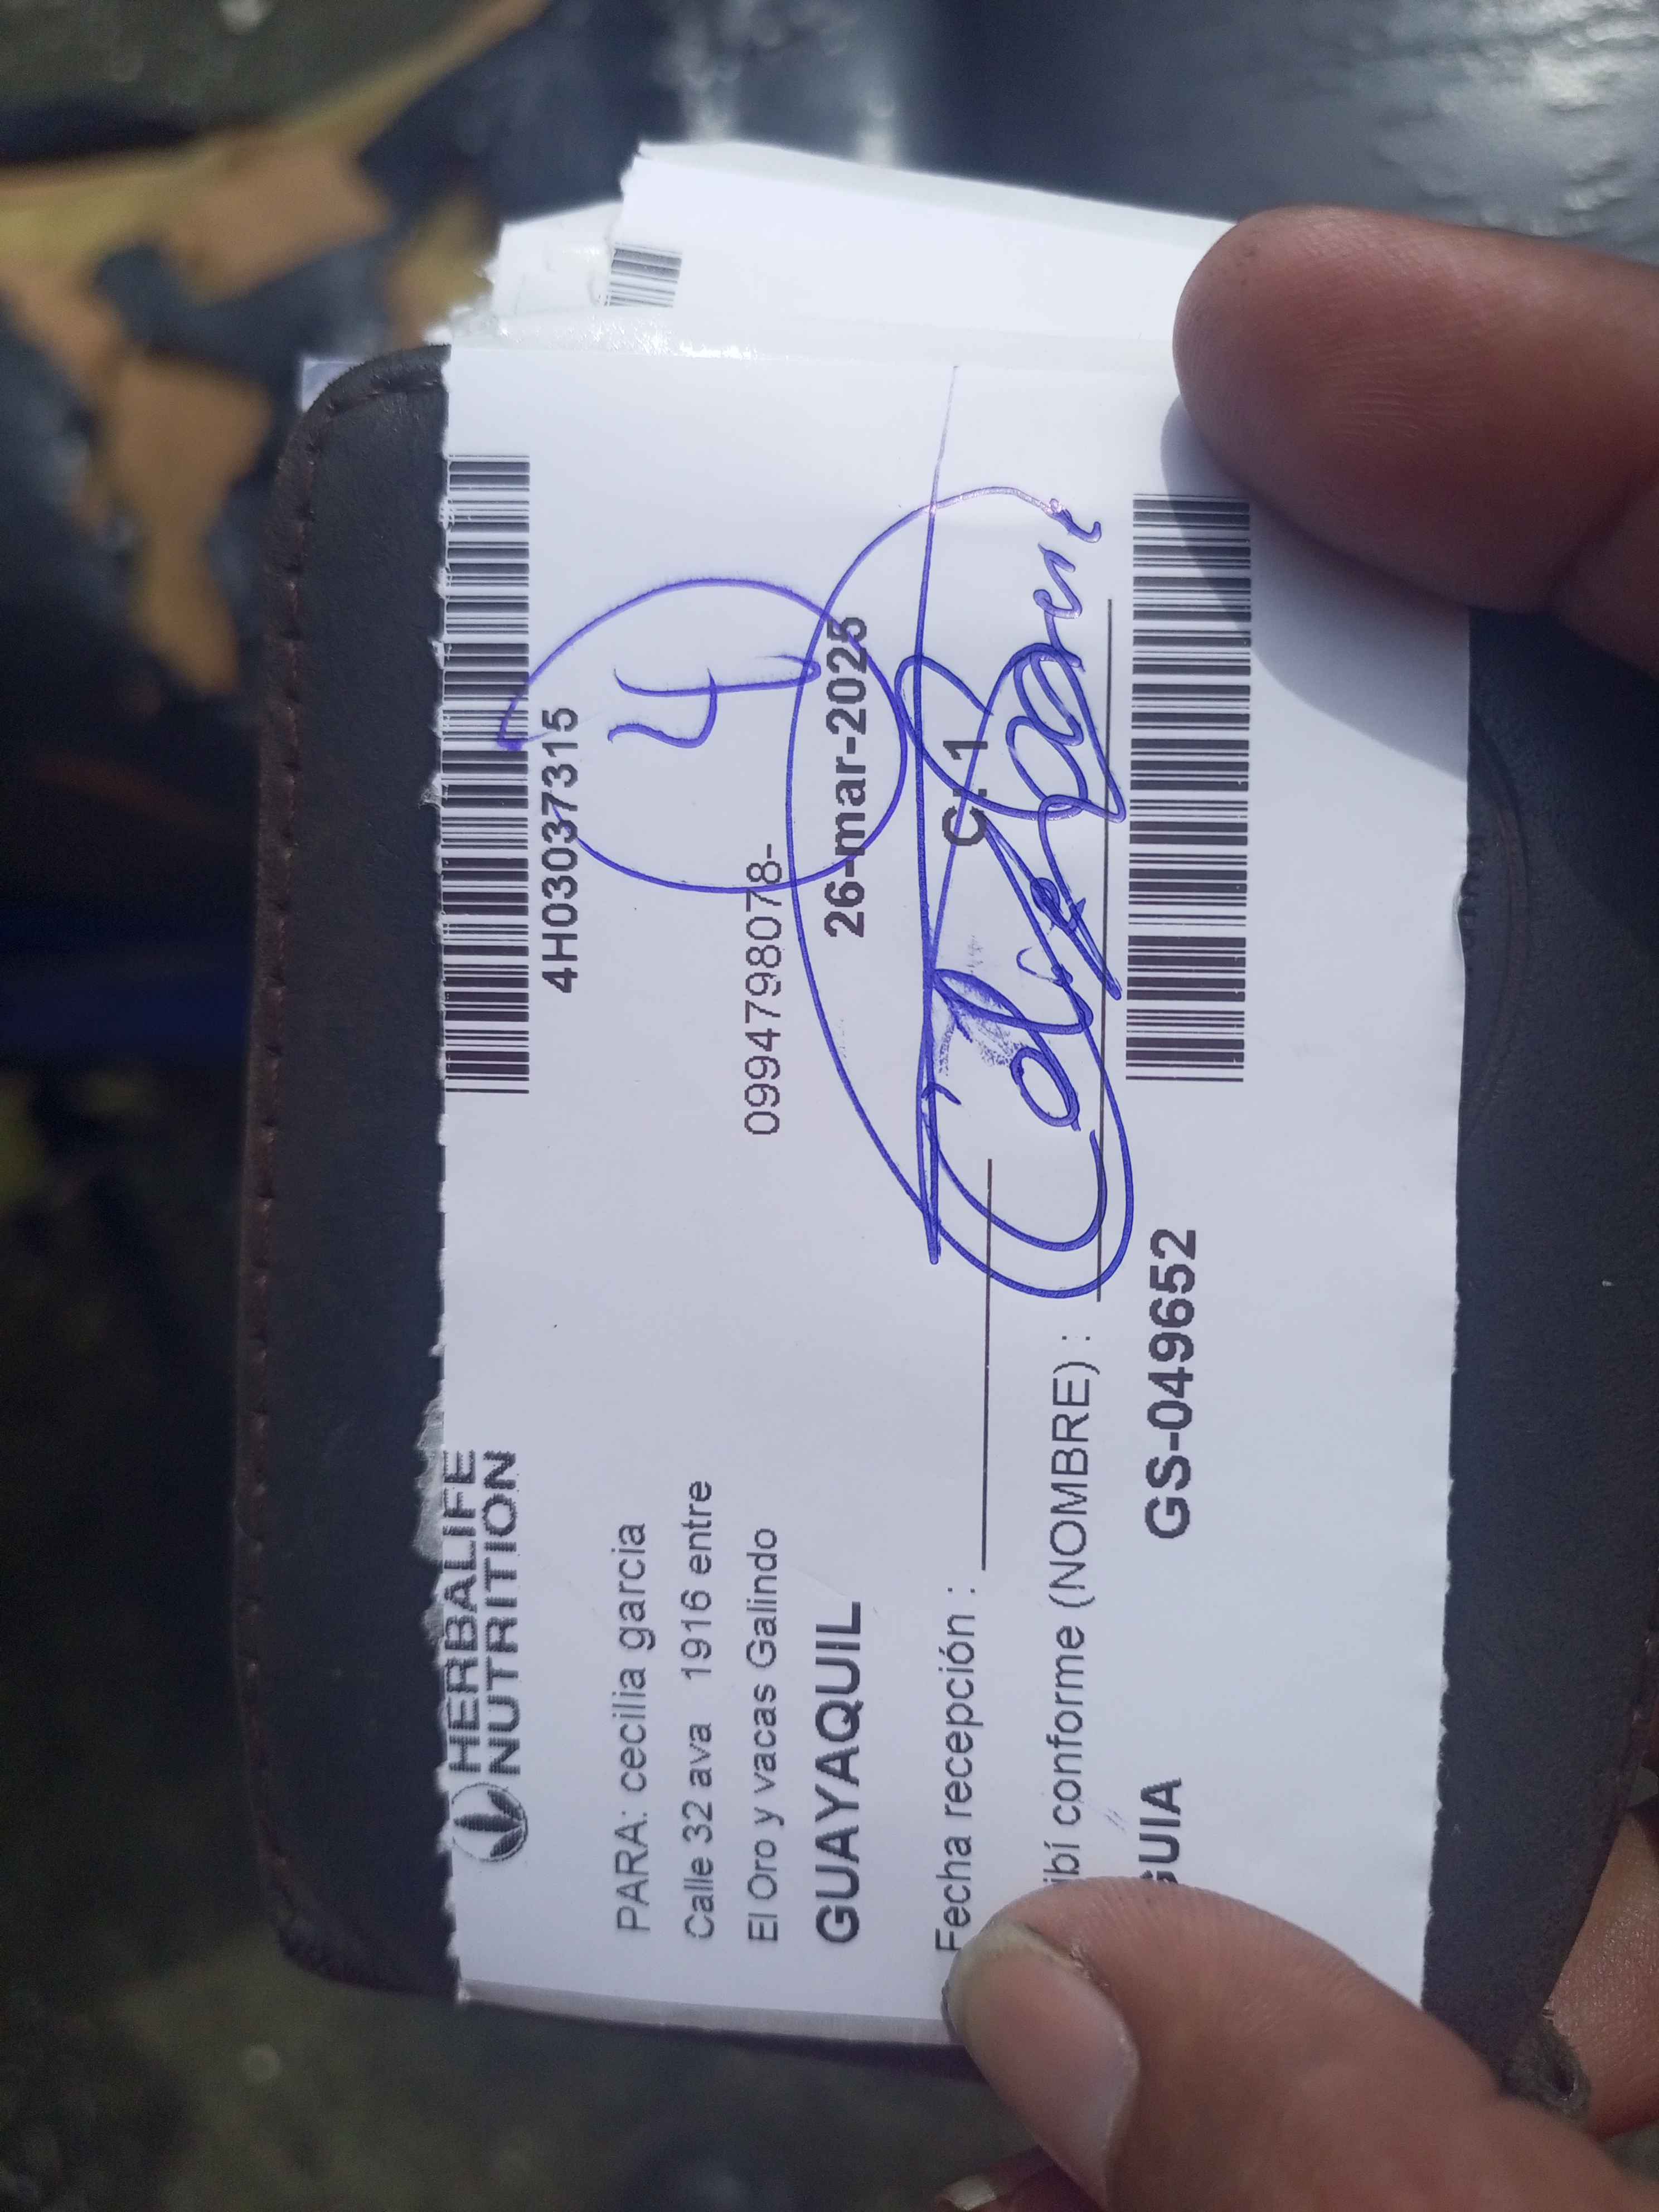 HERBALIFE
NUTRITION
4H03037315
PARA: cecilia garcia
4
Calle 32 ava 1916 entre
El Oro y vacas Galindo
0994798078-
GUAYAQUIL
26-mar-2025
Fecha recepción :
C: 1
ibí conforme (NOMBRE) :
GUIA
GS-049652